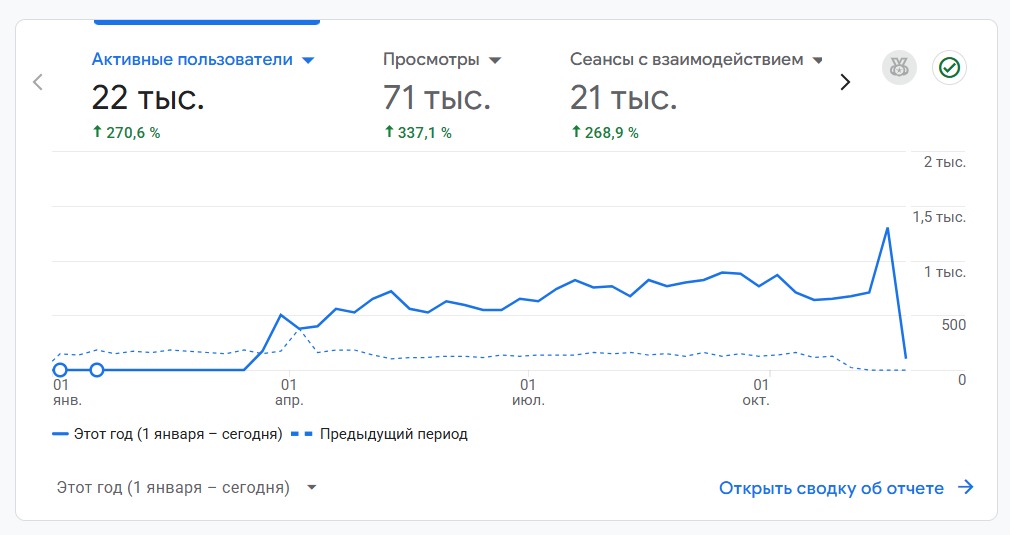 Активные пользователи
22 тыс.
270,6 %
Просмотры
71 тыс.
337,1 %
Сеансы с взаимодействием
21 тыс.
268,9 %
2 тыс.
1,5 тыс.
1 тыс.
500
0
01
янв.
01
апр.
01
июл.
01
окт.
Этот год (1 января – сегодня)
Предыдущий период
Этот год (1 января – сегодня)
Открыть сводку об отчете